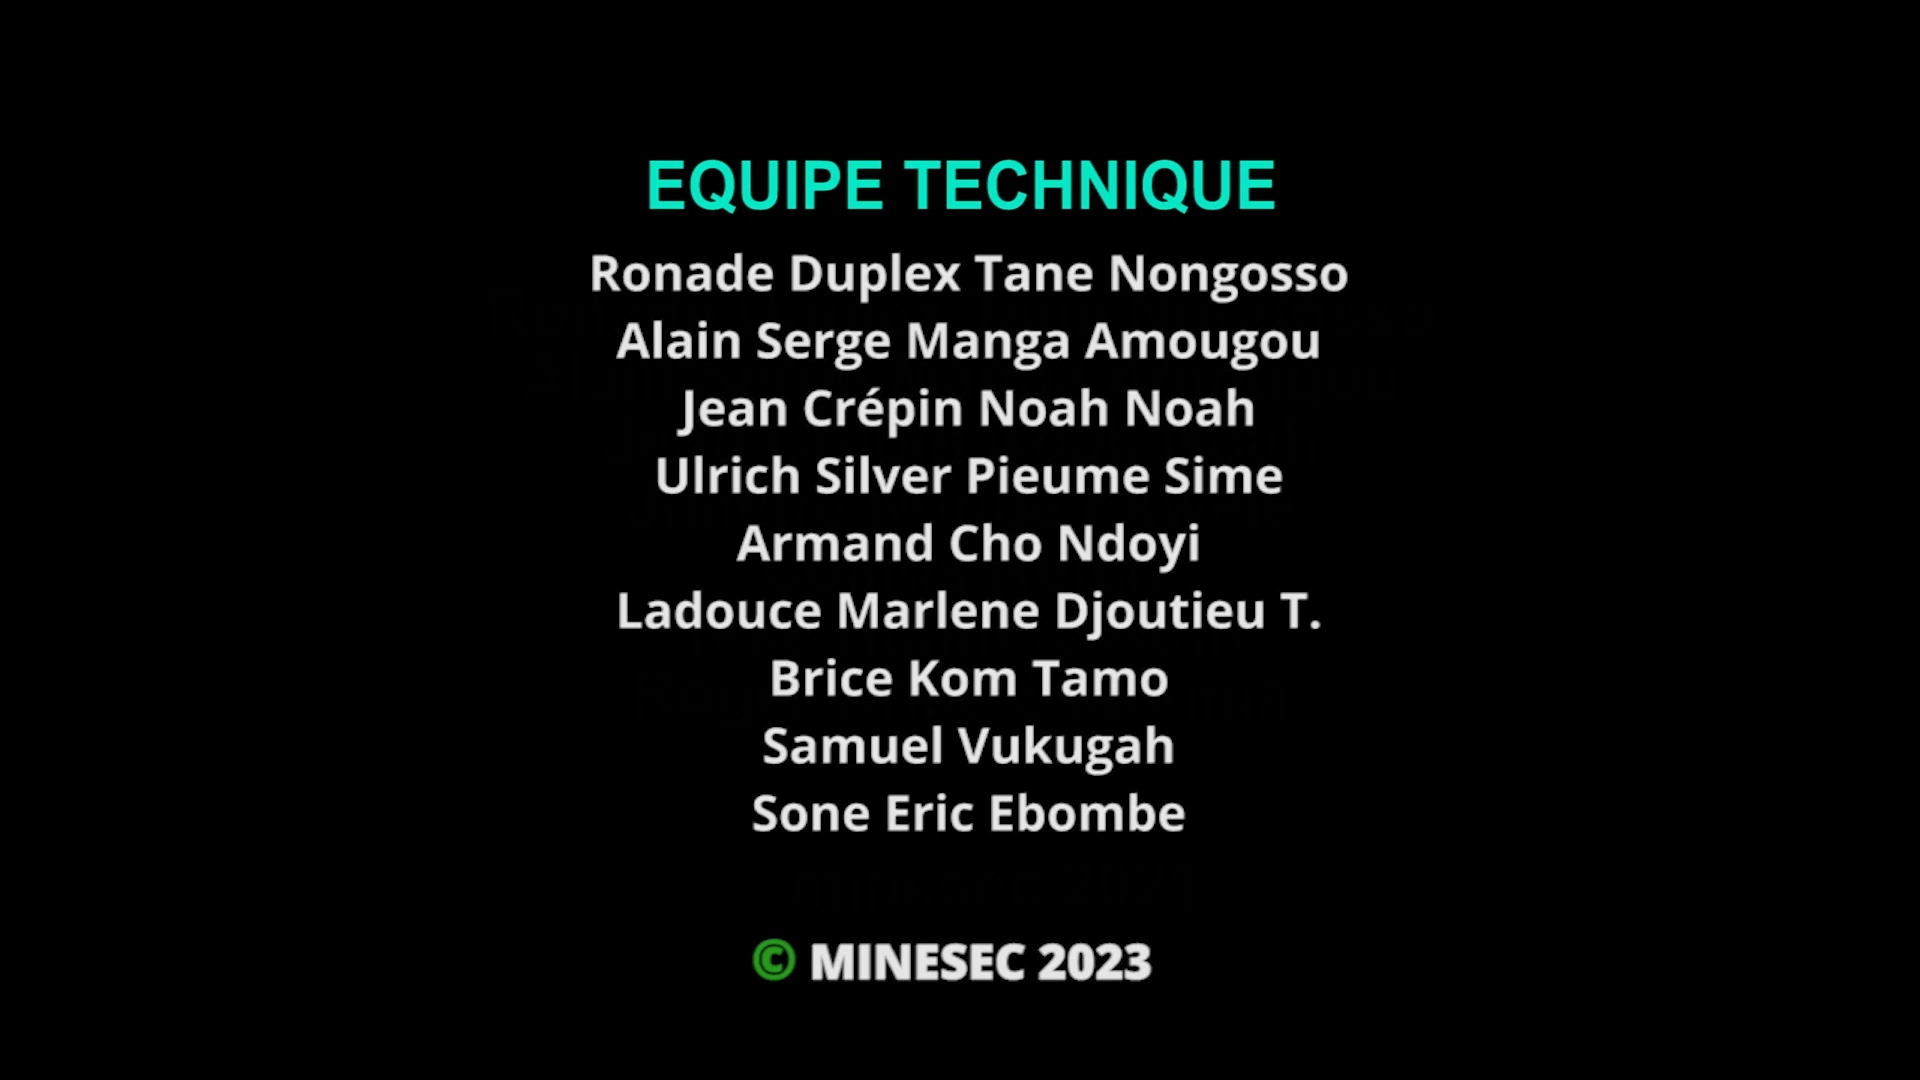 EQUIPE TECHNIQUE
Ronade Duplex Tane Nongosso
Alain Serge Manga Amougou
Jean Crépin Noah Noah
Ulrich Silver Pieume Sime
Armand Cho Ndoyi
Ladouce Marlene Djoutieu T.
Brice Kom Tamo
Samuel Vukugah
Sone Eric Ebombe
© MINESEC 2023